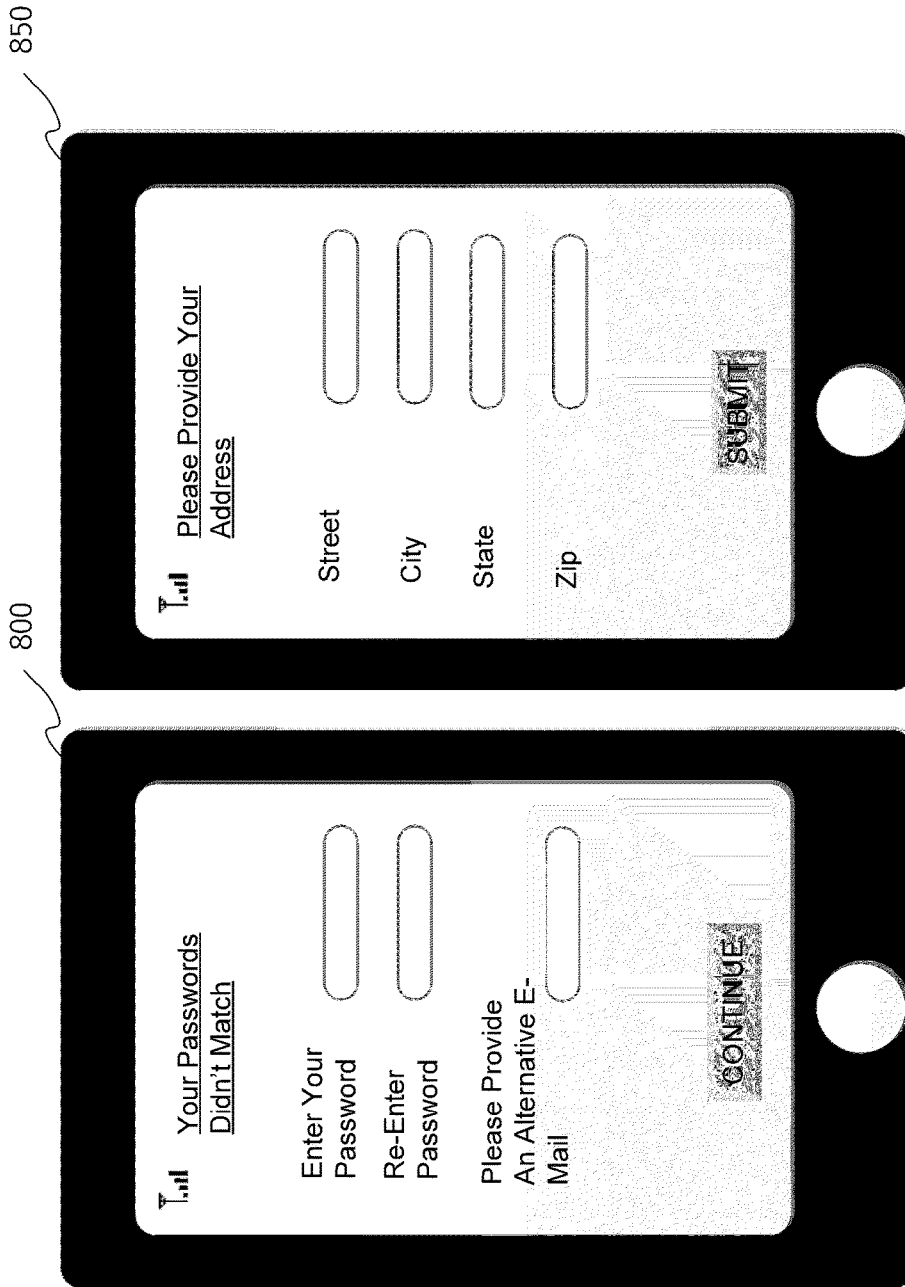 800
Your Passwords
Didn't Match
Enter Your
Password
Re-Enter
Password
Please Provide
An Alternative E-
Mail
CONTINUE
850
Please Provide Your
Address
Street
City
State
Zip
SUBMIT